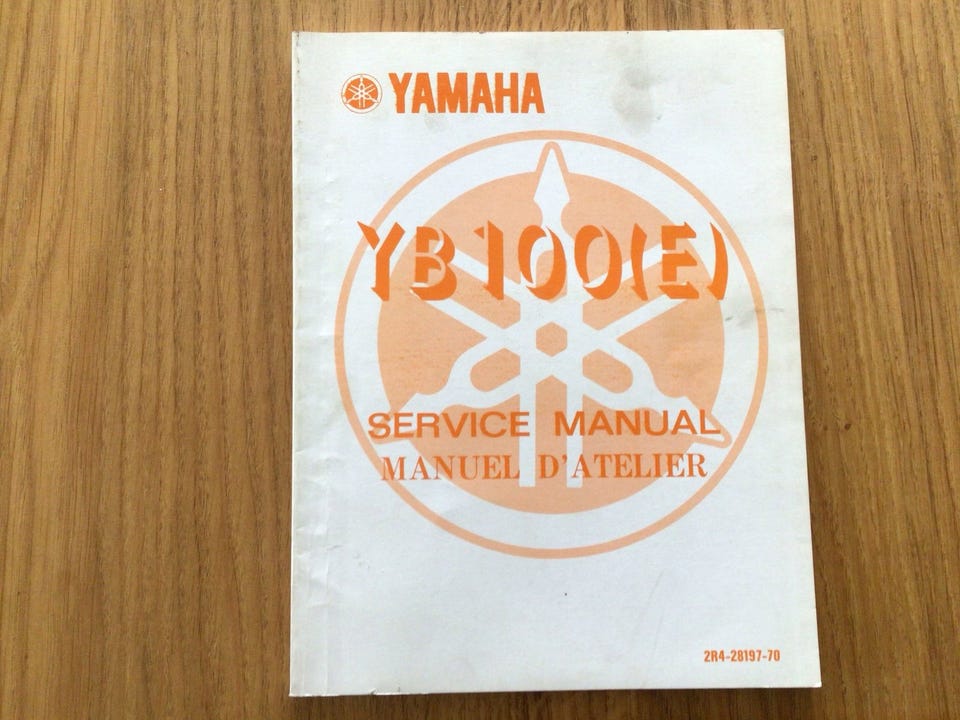 YAMAHA
YB100(E)
SERVICE MANUAL
MANUEL D'ATELIER
2R4-28197-70